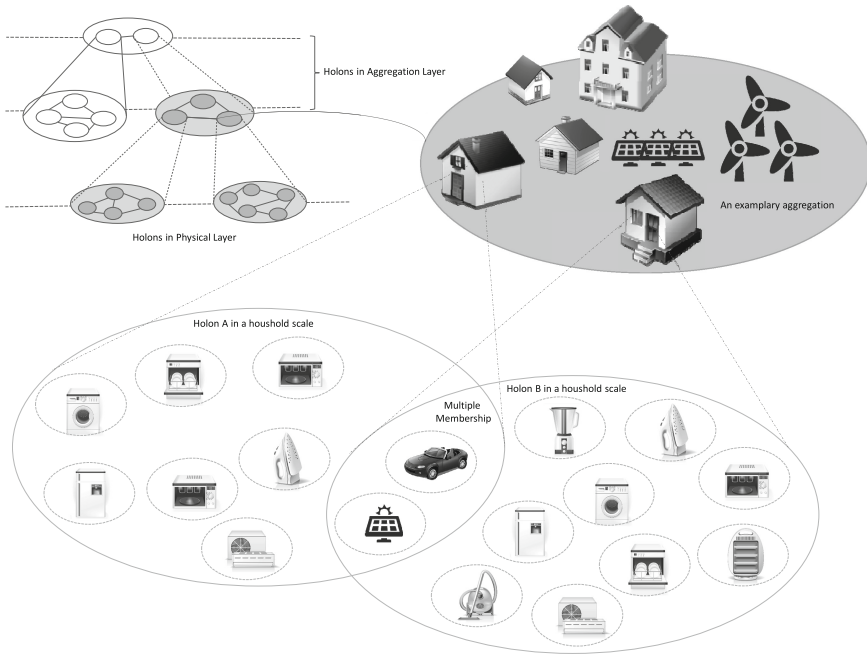 Holons in Aggregation Layer
Holons in Physical Layer
An examplary aggregation
Holon A in a houshold scale
Multiple
Membership
Holon B in a houshold scale